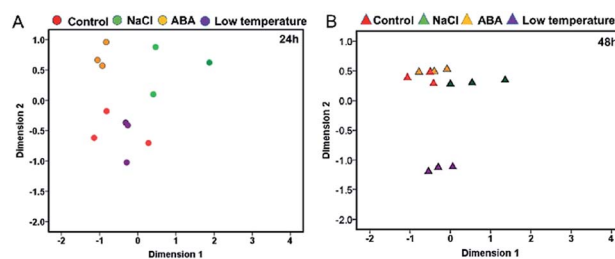 A Control NaCl ABA Low temperature
24h
Dimension 2
1.0
0.5
0.0
-0.5
-1.0
-1.5
-2.0
-2 -1 0 1 2 3 4
Dimension 1
B Control NaCl ABA Low temperature
48h
Dimension 2
1.0
0.5
0.0
-0.5
-1.0
-1.5
-2.0
-2 -1 0 1 2 3 4
Dimension 1